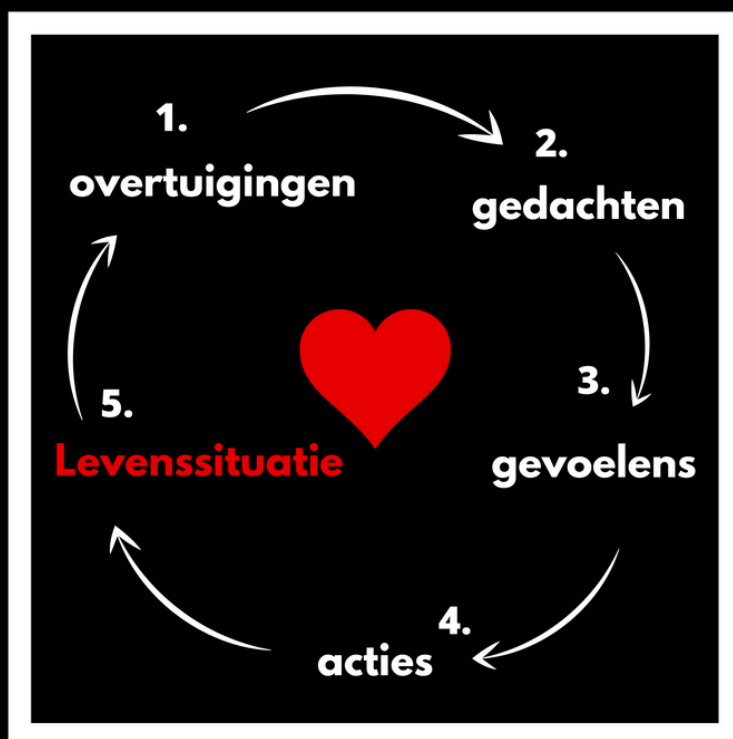 1.
overtuigingen
2.
gedachten
3.
gevoelens
4.
acties
5.
Levenssituatie